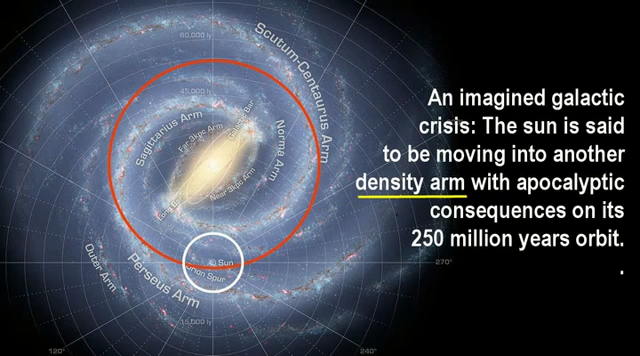 An imagined galactic
crisis: The sun is said
to be moving into another
density arm with apocalyptic
consequences on its
250 million years orbit.
.
60,000 ly
Scutum-Centaurus Arm
45,000 ly
Sagittarius Arm
Far 3kpc Arm
Norma Arm
Near 3kpc Arm
Long Bar
Sun
Orion Spur
Outer Arm
Perseus Arm
270°
15,000 ly
120°
240°